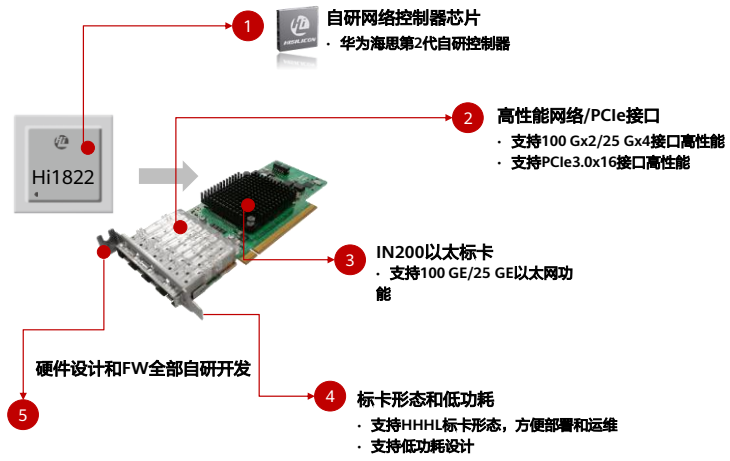 1
自研网络控制器芯片
· 华为海思第2代自研控制器
HISILICON
2
高性能网络/PCIe接口
· 支持100 Gx2/25 Gx4接口高性能
· 支持PCIe3.0x16接口高性能
Hi1822
3
IN200以太标卡
· 支持100 GE/25 GE以太网功
能
硬件设计和FW全部自研开发
5
4
标卡形态和低功耗
· 支持HHHL标卡形态，方便部署和运维
· 支持低功耗设计